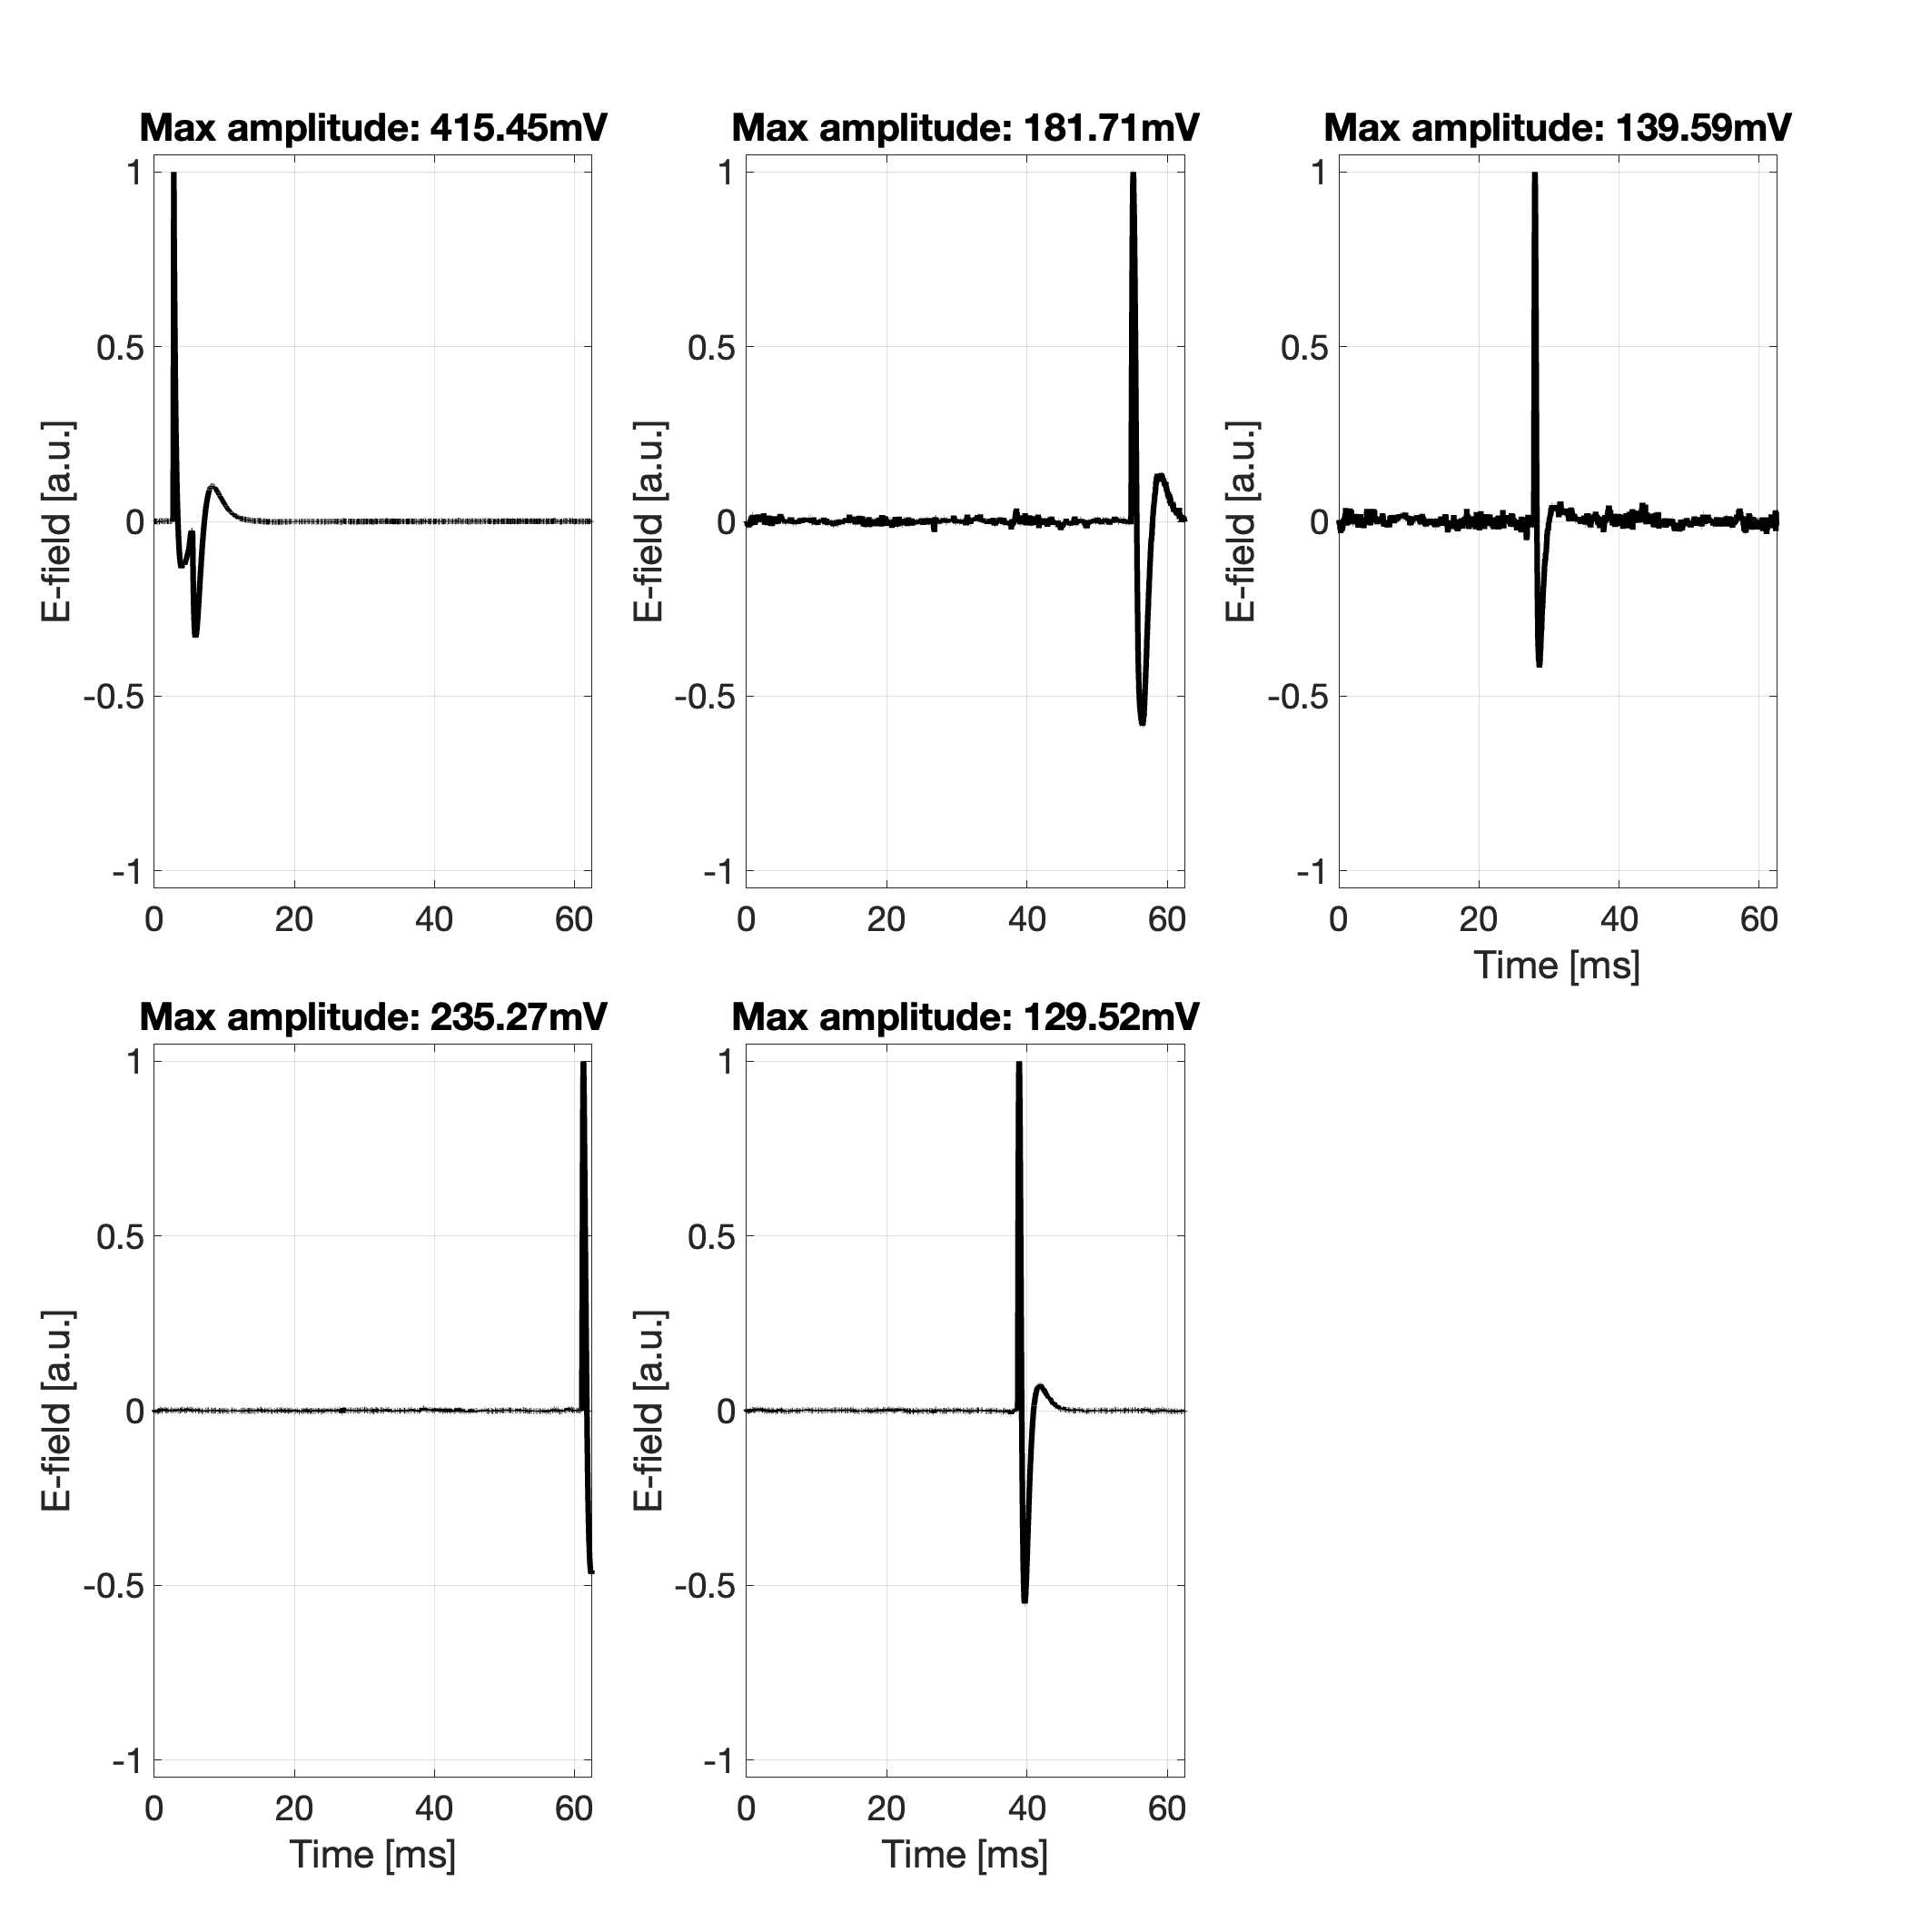 Max amplitude: 415.45mV
1
0.5
0
-0.5
-1
E-field [a.u.]
0 20 40 60
Max amplitude: 181.71mV
1
0.5
0
-0.5
-1
E-field [a.u.]
0 20 40 60
Max amplitude: 139.59mV
1
0.5
0
-0.5
-1
E-field [a.u.]
0 20 40 60
Time [ms]
Max amplitude: 235.27mV
1
0.5
0
-0.5
-1
E-field [a.u.]
0 20 40 60
Time [ms]
Max amplitude: 129.52mV
1
0.5
0
-0.5
-1
E-field [a.u.]
0 20 40 60
Time [ms]